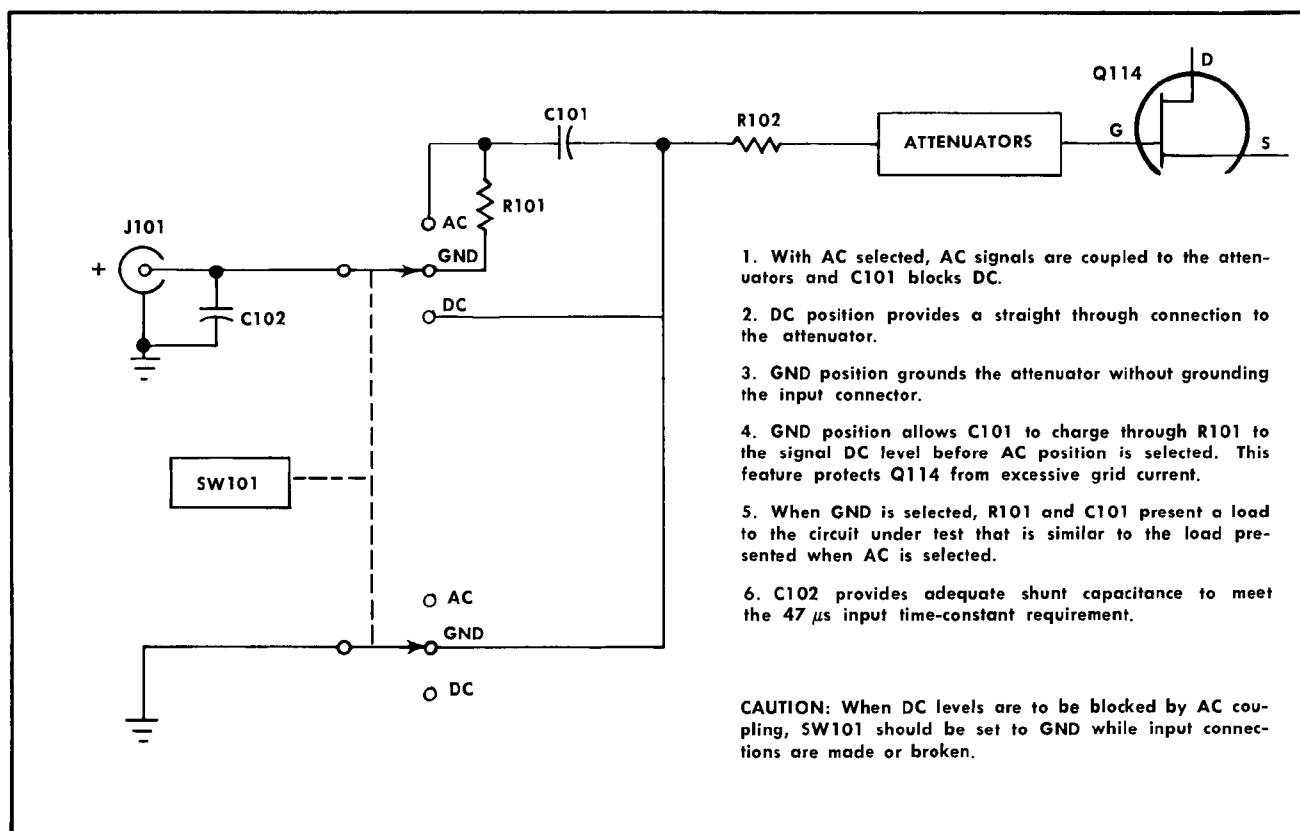 Q114
D
G
S
C101
R102
ATTENUATORS
R101
AC
GND
DC
J101
+
C102
SW101
AC
GND
DC
1. With AC selected, AC signals are coupled to the atten-
uators and C101 blocks DC.
2. DC position provides a straight through connection to
the attenuator.
3. GND position grounds the attenuator without grounding
the input connector.
4. GND position allows C101 to charge through R101 to
the signal DC level before AC position is selected. This
feature protects Q114 from excessive grid current.
5. When GND is selected, R101 and C101 present a load
to the circuit under test that is similar to the load pre-
sented when AC is selected.
6. C102 provides adequate shunt capacitance to meet
the 47 μs input time-constant requirement.
CAUTION: When DC levels are to be blocked by AC cou-
pling, SW101 should be set to GND while input connec-
tions are made or broken.